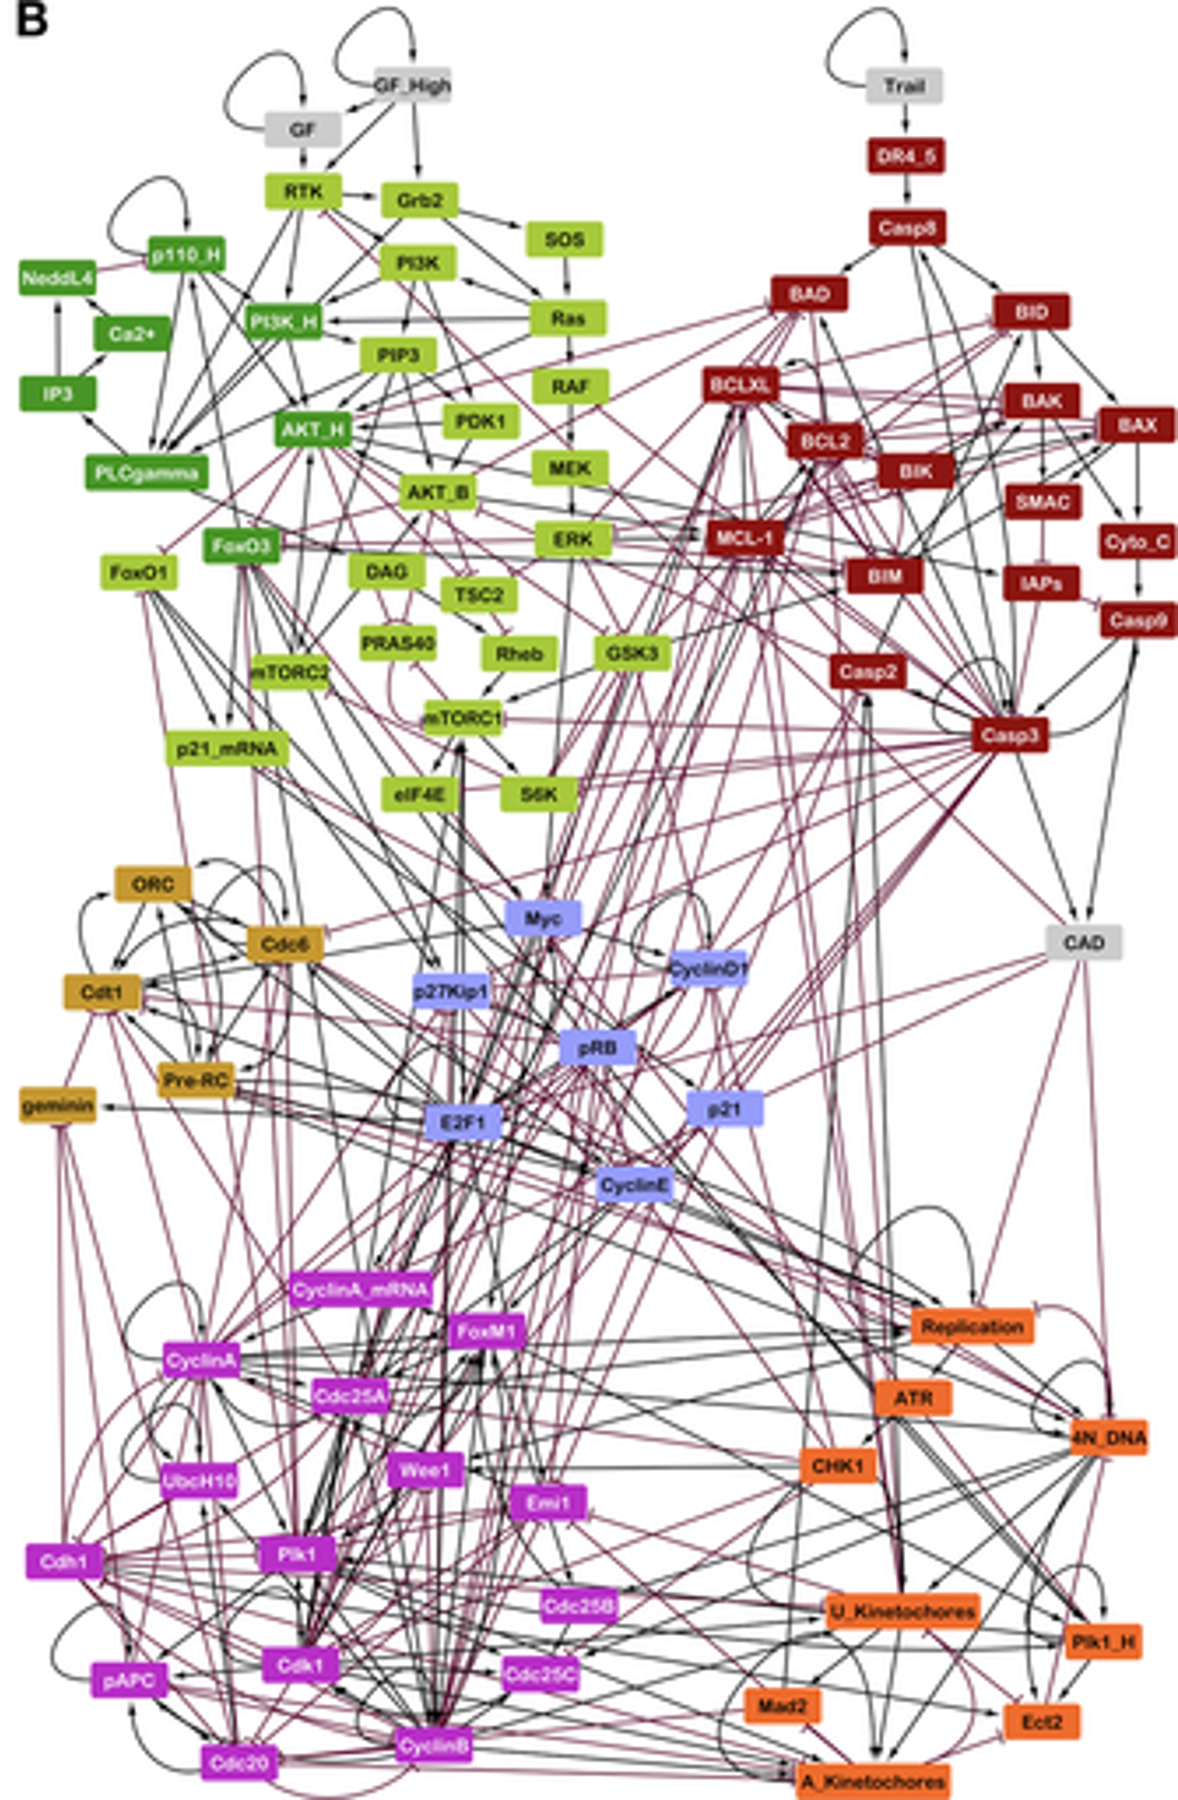 B
GF_High
Trail
GF
DR4_5
RTK
Grb2
Casp8
SOS
p110_H
PI3K
NeddL4
BAD
BID
PI3K_H
Ras
Ca2+
PIP3
RAF
BCLXL
IP3
BAK
PDK1
BAX
AKT_H
BCL2
MEK
BIK
PLCgamma
AKT_B
SMAC
ERK
MCL-1
Cyto_C
FoxO3
FoxO1
DAG
BIM
IAPs
TSC2
Casp9
PRAS40
Rheb
GSK3
mTORC2
Casp2
mTORC1
Casp3
p21_mRNA
eIF4E
S6K
ORC
Myc
Cdc6
CAD
CyclinD1
Cdt1
p27Kip1
pRB
Pre-RC
geminin
p21
E2F1
CyclinE
CyclinA_mRNA
Replication
FoxM1
CyclinA
Cdc25A
ATR
4N_DNA
CHK1
Wee1
UbcH10
Emi1
Plk1
Cdh1
Cdc25B
U_Kinetochores
Plk1_H
Cdk1
Cdc25C
pAPC
Mad2
Ect2
CyclinB
Cdc20
A_Kinetochores